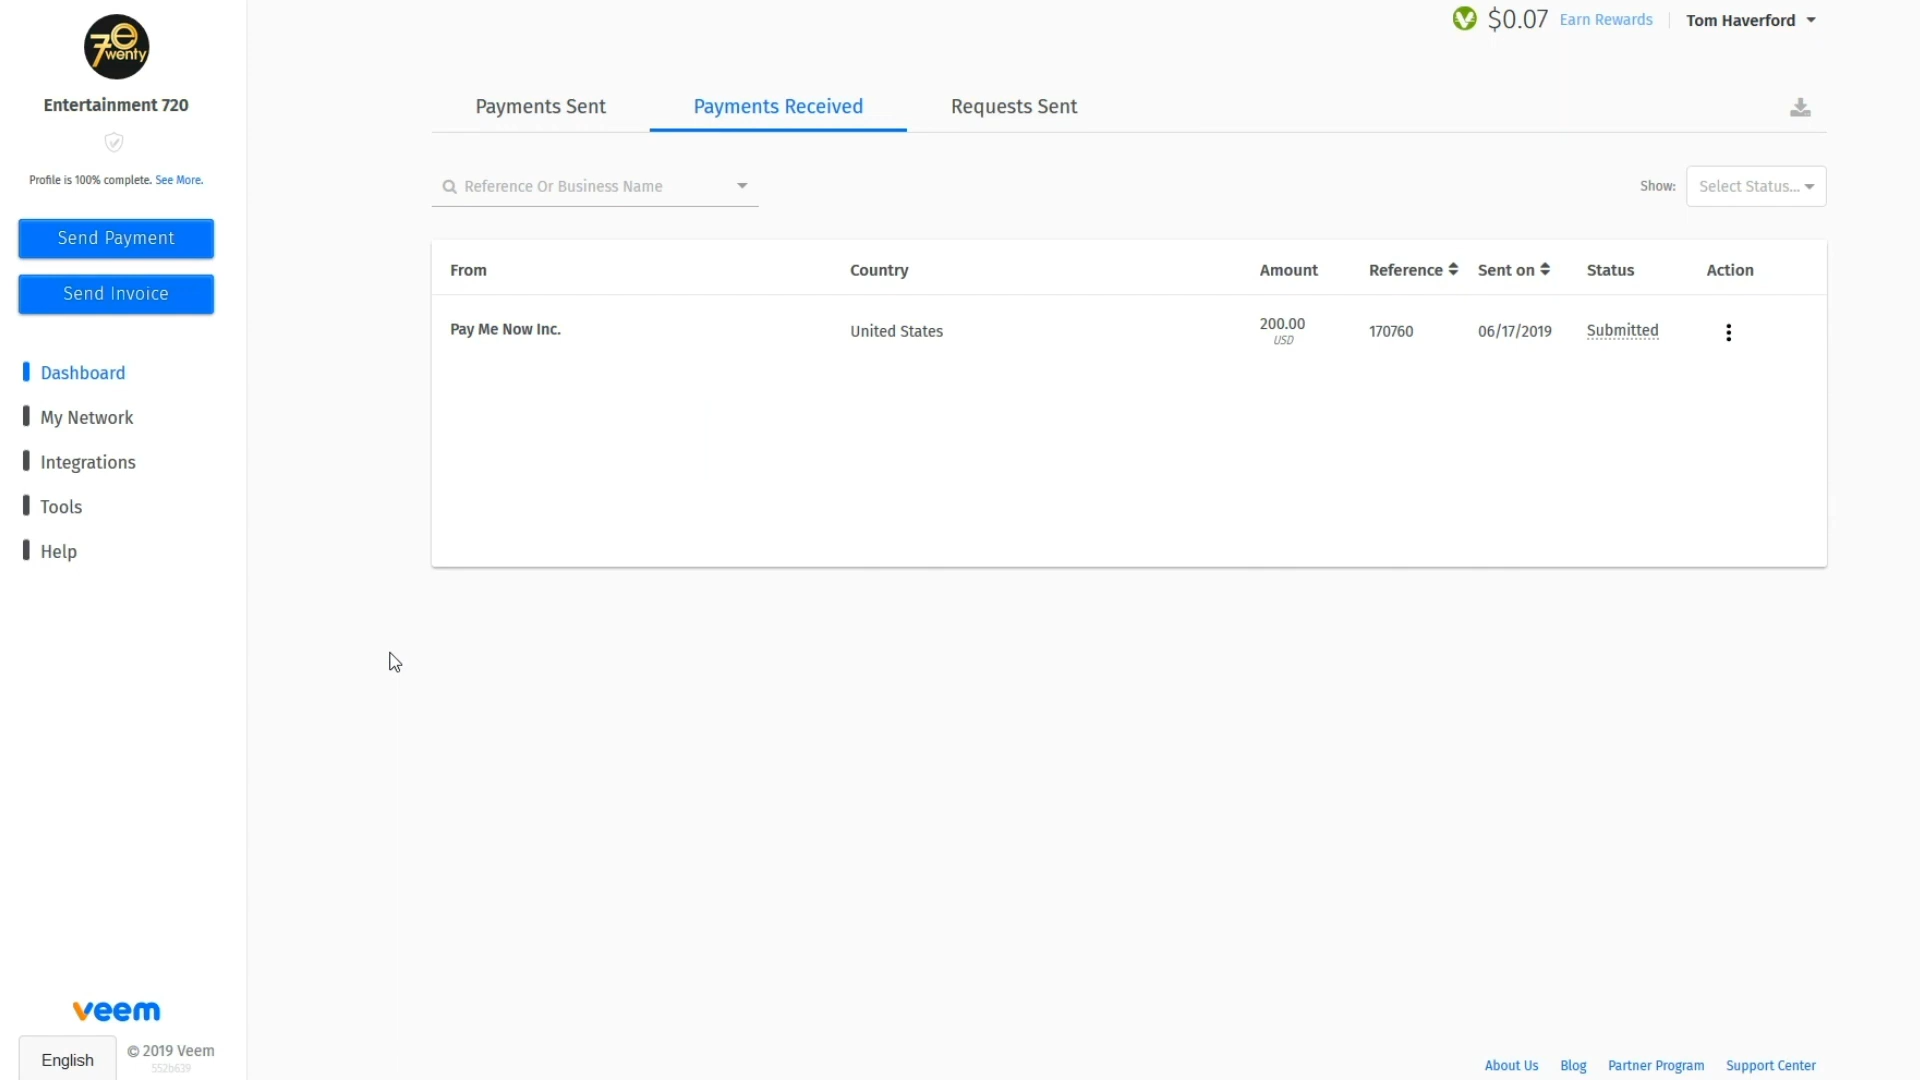 7e
wenty
$0.07 Earn Rewards Tom Haverford
Entertainment 720
Profile is 100% complete. See More.
Send Payment
Send Invoice
Dashboard
My Network
Integrations
Tools
Help
Payments Sent Payments Received Requests Sent
Reference Or Business Name Show: Select Status...
From Country Amount Reference Sent on Status Action
Pay Me Now Inc. United States 200.00 170760 06/17/2019 Submitted
USD
veem
English © 2019 Veem
552b639
About Us Blog Partner Program Support Center